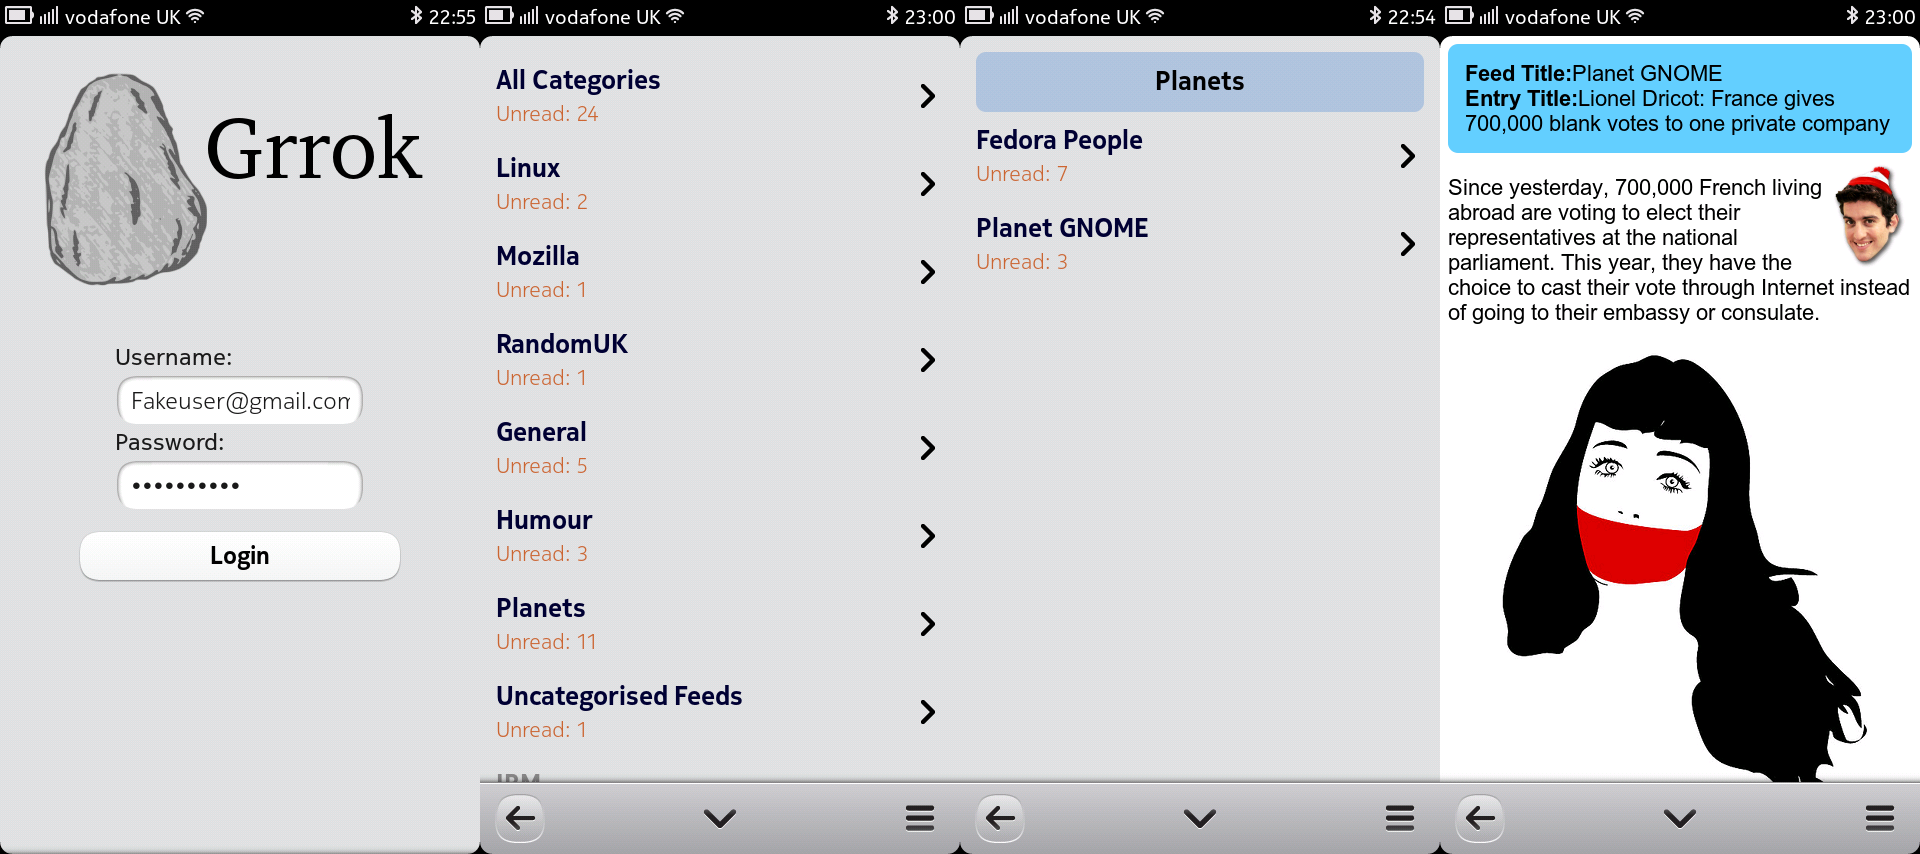 vodafone UK 22:55
Grrok
Username:
Fakeuser@gmail.com
Password:
Login
vodafone UK 23:00
All Categories
Unread: 24
Linux
Unread: 2
Mozilla
Unread: 1
RandomUK
Unread: 1
General
Unread: 5
Humour
Unread: 3
Planets
Unread: 11
Uncategorised Feeds
Unread: 1
IBM
vodafone UK 22:54
Planets
Fedora People
Unread: 7
Planet GNOME
Unread: 3
vodafone UK 23:00
Feed Title:Planet GNOME
Entry Title:Lionel Dricot: France gives
700,000 blank votes to one private company
Since yesterday, 700,000 French living
abroad are voting to elect their
representatives at the national
parliament. This year, they have the
choice to cast their vote through Internet instead
of going to their embassy or consulate.